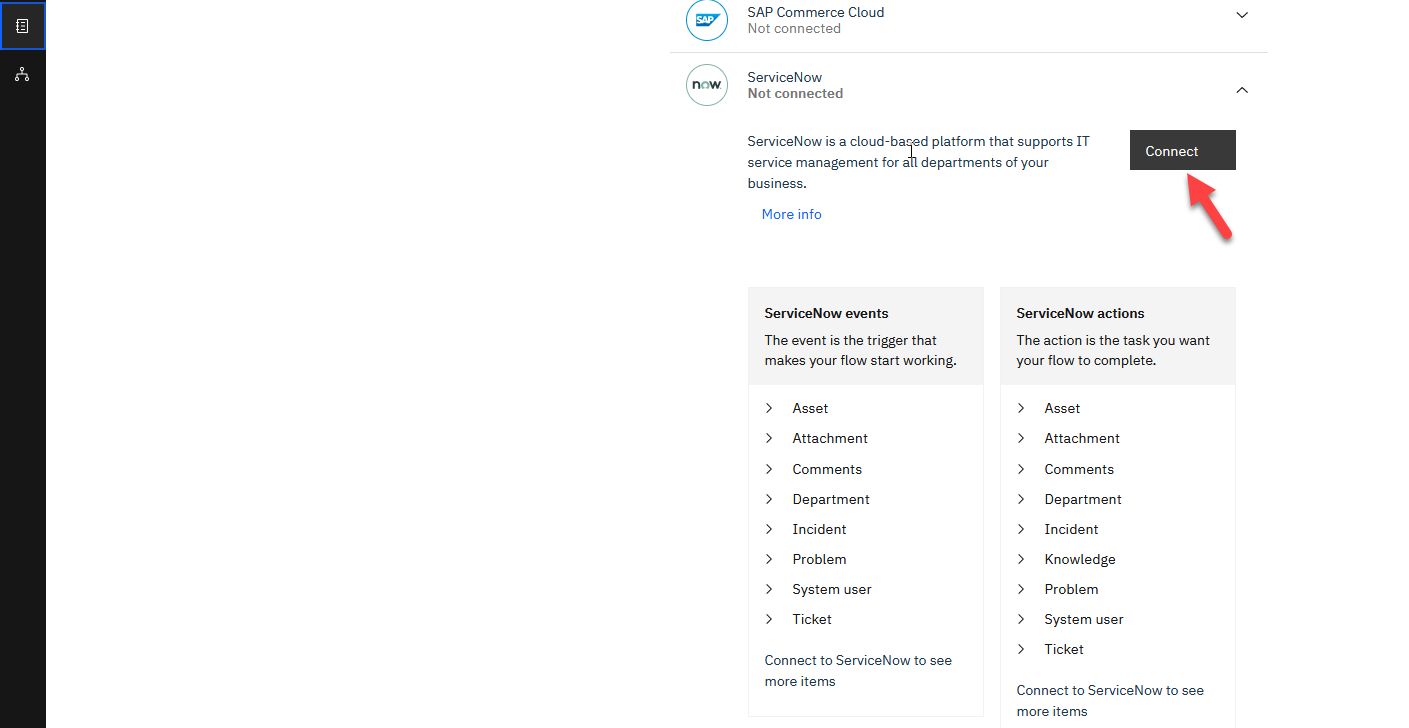 SAP
SAP Commerce Cloud
Not connected
now.
ServiceNow
Not connected
ServiceNow is a cloud-based platform that supports IT
service management for all departments of your
business.
Connect
More info
ServiceNow events
The event is the trigger that
makes your flow start working.
Asset
Attachment
Comments
Department
Incident
Problem
System user
Ticket
Connect to ServiceNow to see
more items
ServiceNow actions
The action is the task you want
your flow to complete.
Asset
Attachment
Comments
Department
Incident
Knowledge
Problem
System user
Ticket
Connect to ServiceNow to see
more items